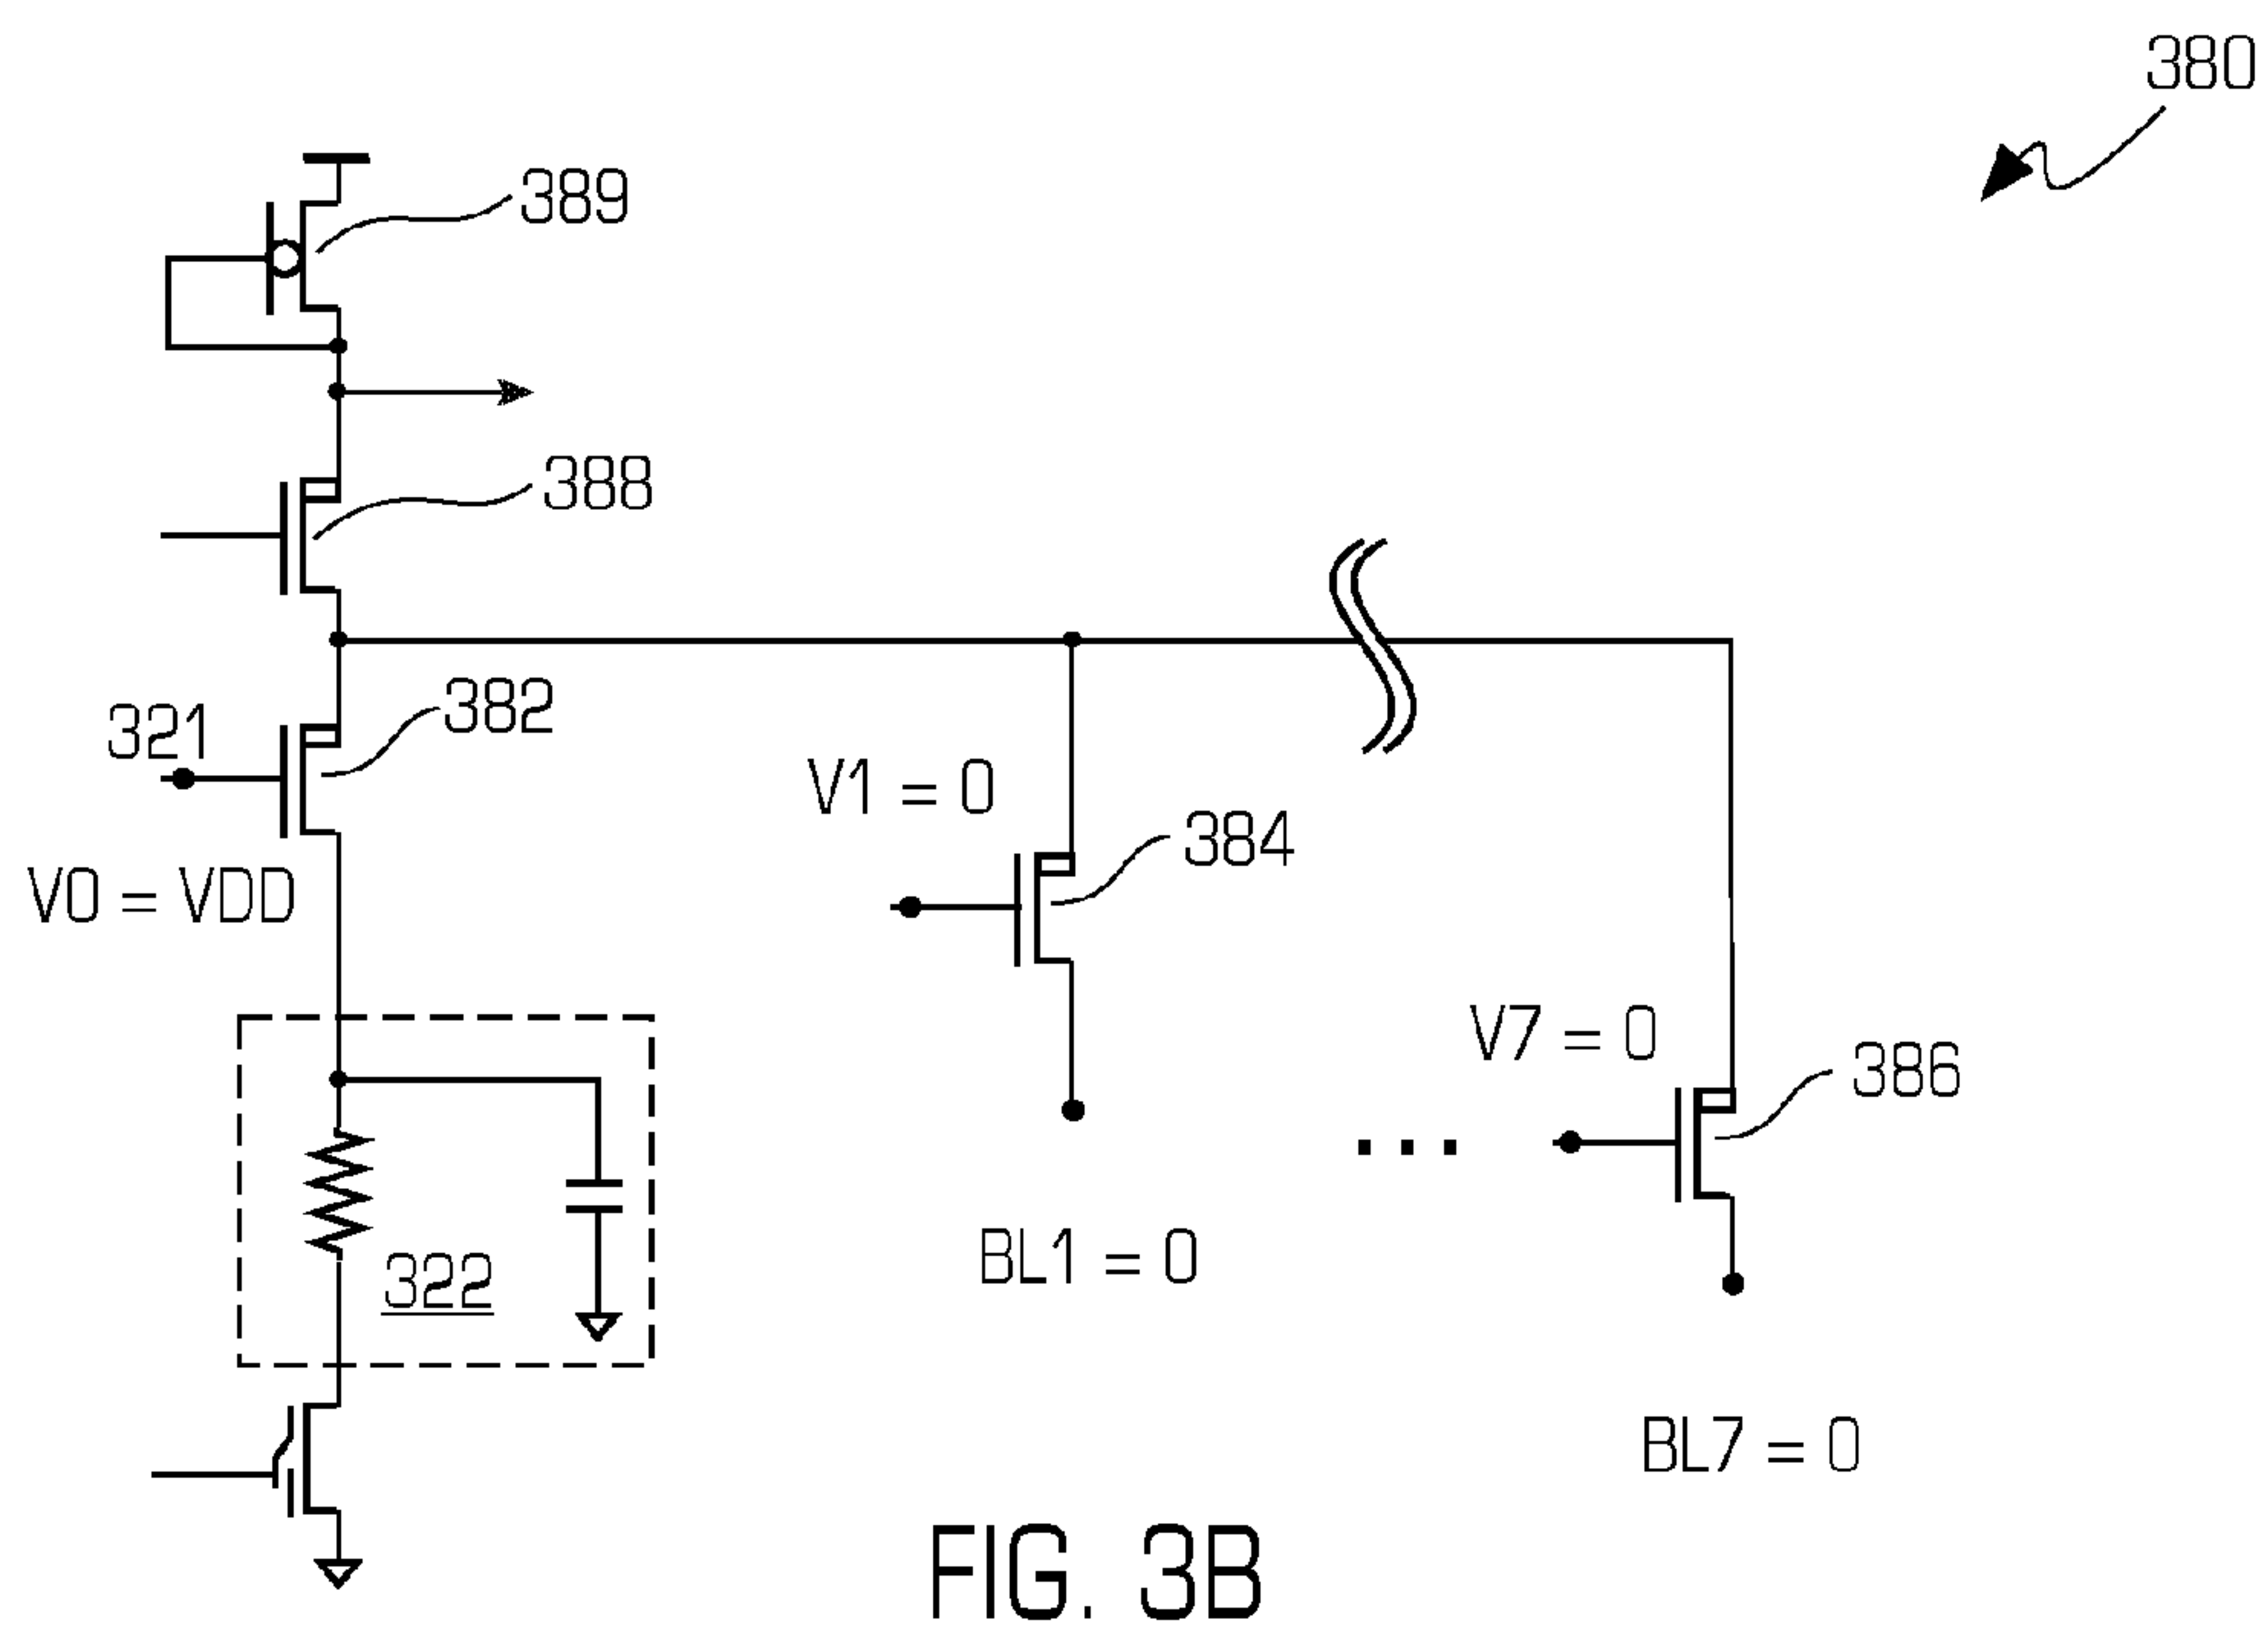 380
389
388
321
382
V0 = VDD
V1 = 0
384
V7 = 0
386
322
BL1 = 0
...
BL7 = 0
FIG. 3B